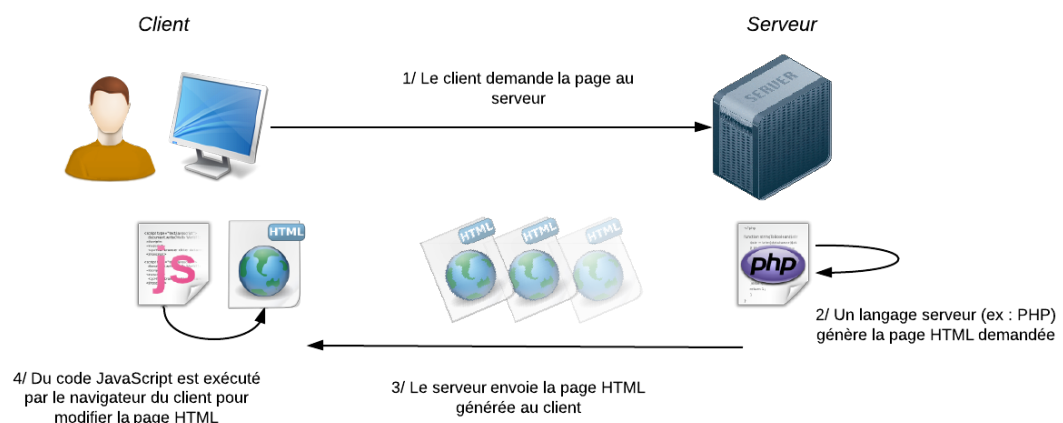 Client
Serveur
1/ Le client demande la page au
serveur
SERVER
js
HTML
HTML
HTML
HTML
php
2/ Un langage serveur (ex : PHP)
génère la page HTML demandée
3/ Le serveur envoie la page HTML
générée au client
4/ Du code JavaScript est exécuté
par le navigateur du client pour
modifier la page HTML